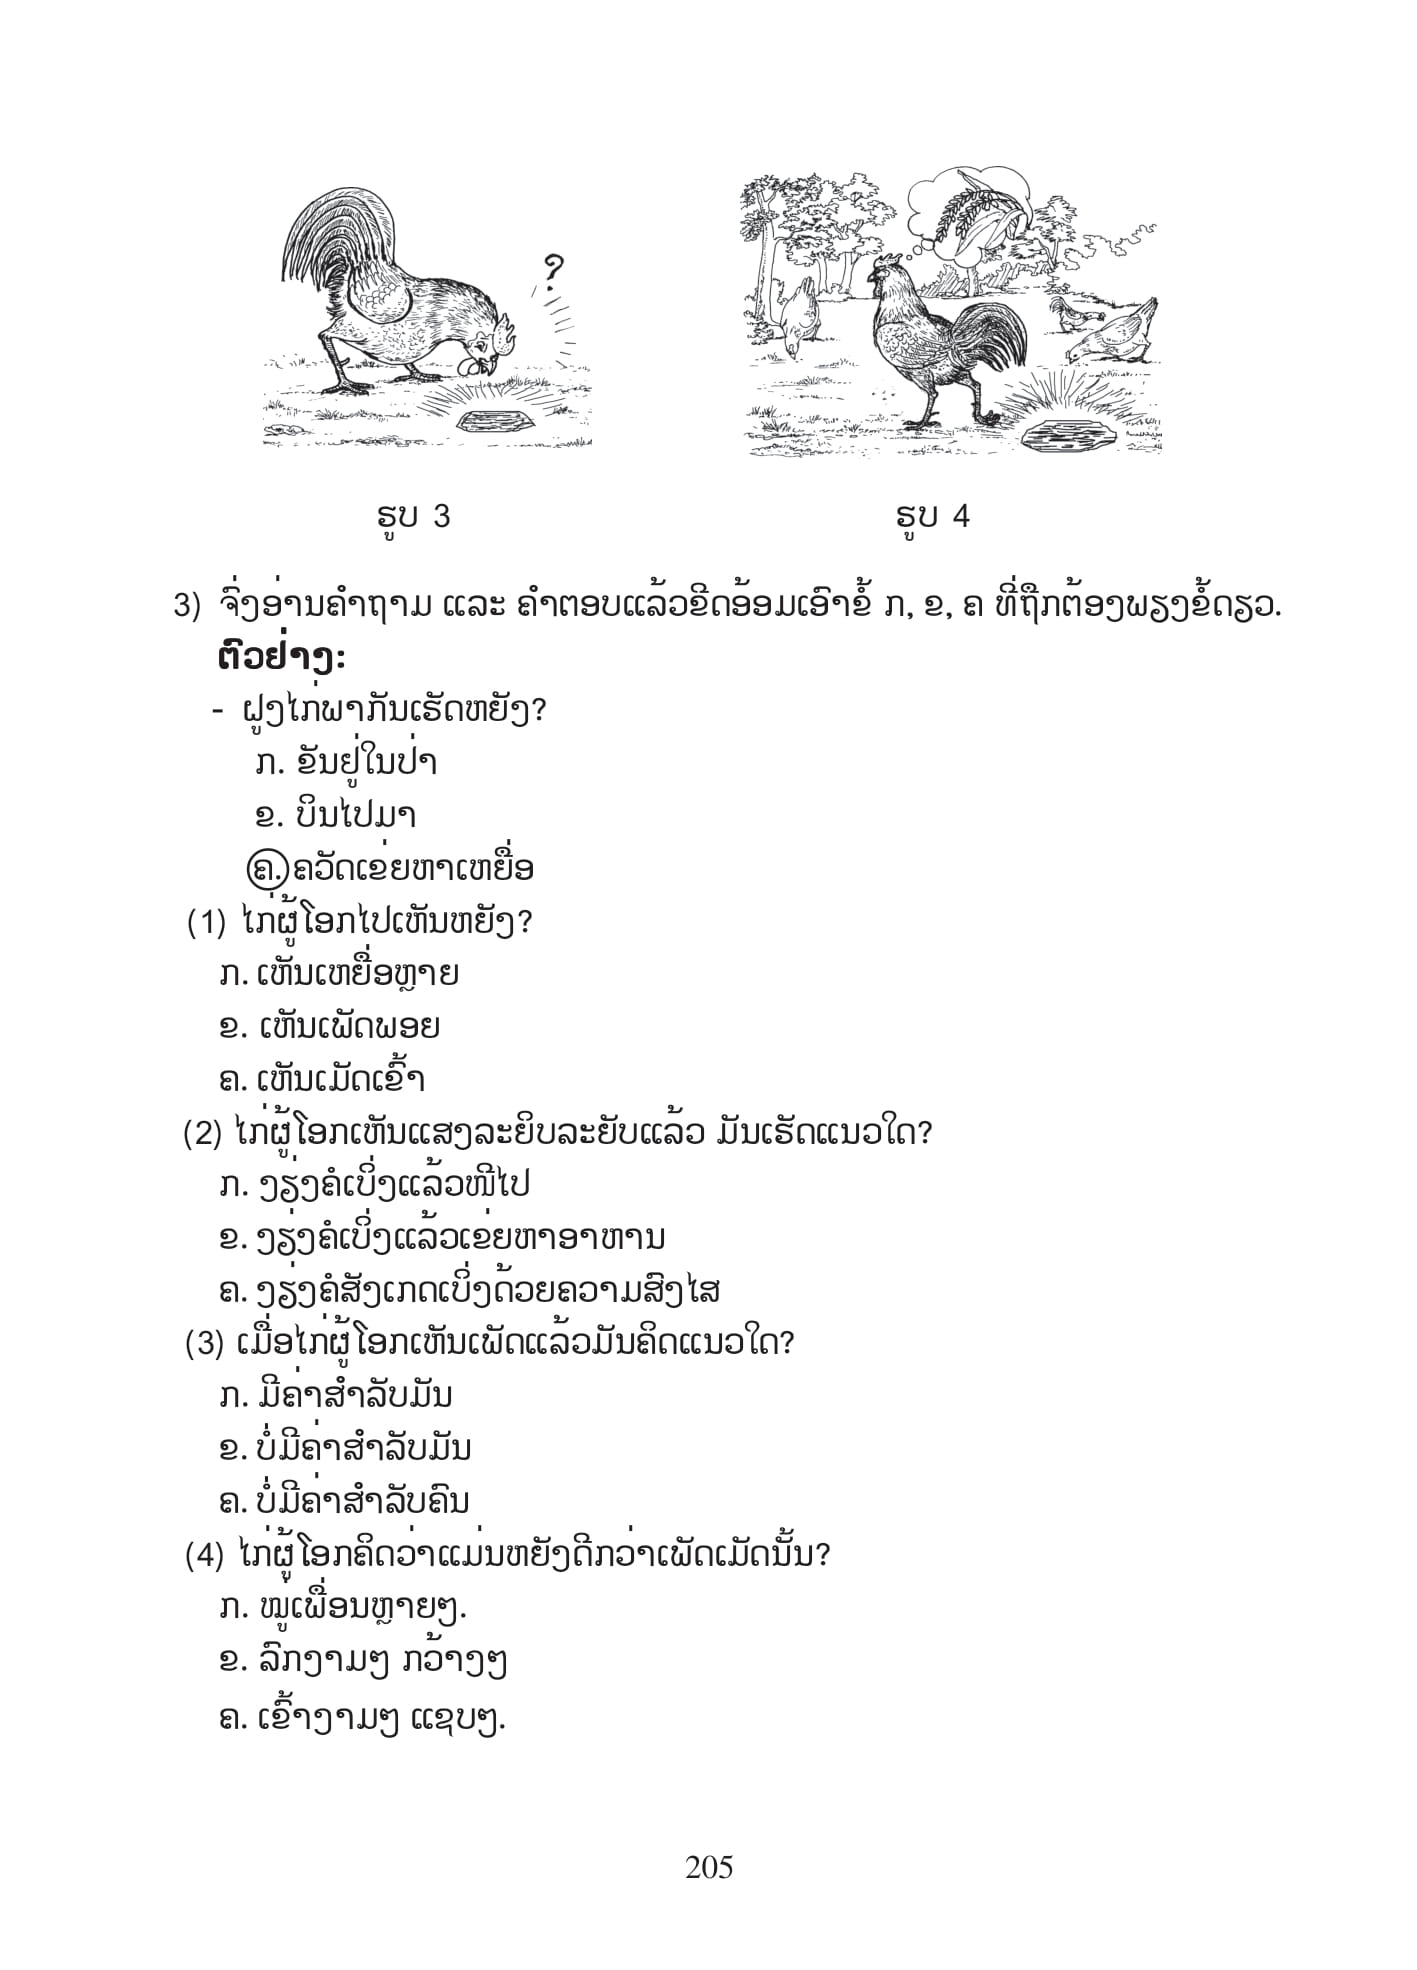 ?
ຮູບ 3 ຮູບ 4
3) ຈົ່ງອ່ານຄຳຖາມ ແລະ ຄຳຕອບແລ້ວຂີດອ້ອມເອົາຂໍ້ ກ, ຂ, ຄ ທີ່ຖືກຕ້ອງພຽງຂໍ້ດຽວ.
ຕົວຢ່າງ:
- ຝູງໄກ່ພາກັນເຮັດຫຍັງ?
ກ. ຂັນຢູ່ໃນປ່າ
ຂ. ບິນໄປມາ
ຄ. ຄວັດເຂ່ຍຫາເຫຍື່ອ
(1) ໄກ່ຜູ້ໂອກໄປເຫັນຫຍັງ?
ກ. ເຫັນເຫຍື່ອຫຼາຍ
ຂ. ເຫັນເພັດພອຍ
ຄ. ເຫັນເມັດເຂົ້າ
(2) ໄກ່ຜູ້ໂອກເຫັນແສງລະຍິບລະຍັບແລ້ວ ມັນເຮັດແນວໃດ?
ກ. ງຽ່ງຄໍເບິ່ງແລ້ວໜີໄປ
ຂ. ງຽ່ງຄໍເບິ່ງແລ້ວເຂ່ຍຫາອາຫານ
ຄ. ງຽ່ງຄໍສັງເກດເບິ່ງດ້ວຍຄວາມສົງໄສ
(3) ເມື່ອໄກ່ຜູ້ໂອກເຫັນເພັດແລ້ວມັນຄິດແນວໃດ?
ກ. ມີຄ່າສຳລັບມັນ
ຂ. ບໍ່ມີຄ່າສຳລັບມັນ
ຄ. ບໍ່ມີຄ່າສຳລັບຄົນ
(4) ໄກ່ຜູ້ໂອກຄິດວ່າແມ່ນຫຍັງດີກວ່າເພັດເມັດນັ້ນ?
ກ. ໝູ່ເພື່ອນຫຼາຍໆ.
ຂ. ລົກງາມໆ ກວ້າງໆ
ຄ. ເຂົ້າງາມໆ ແຊບໆ.
205